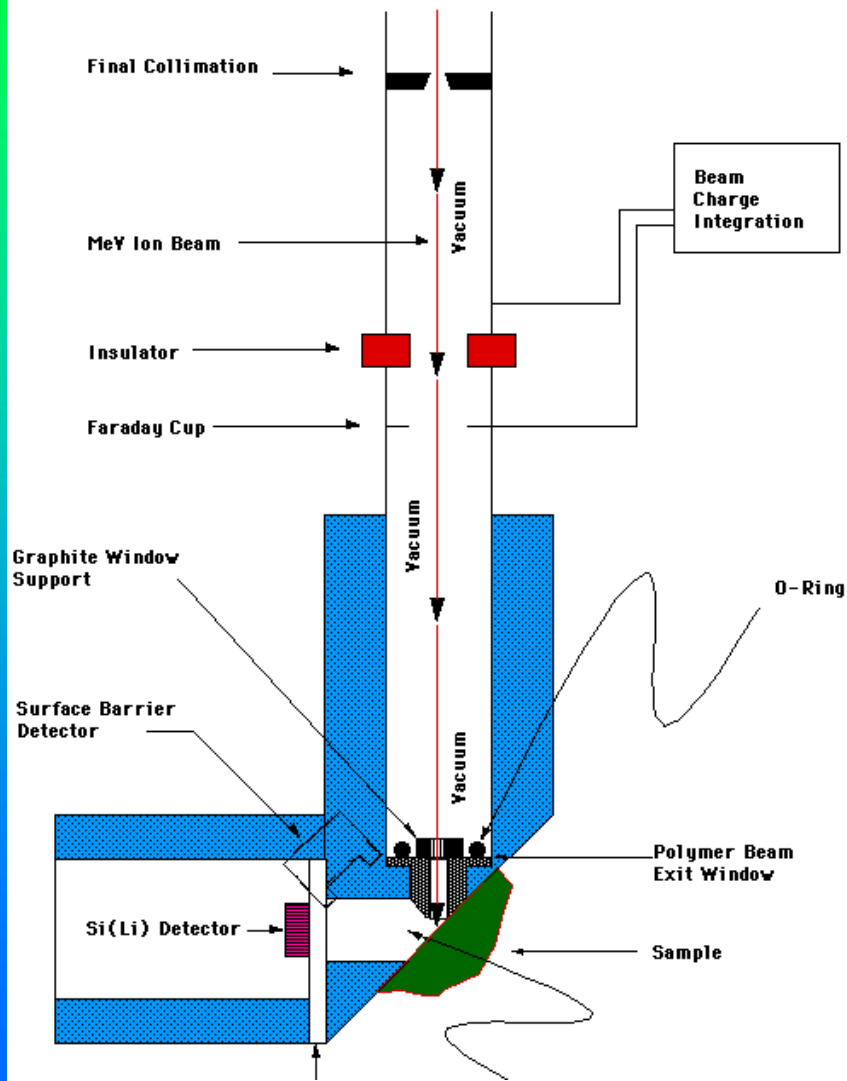 Final Collimation
Beam
Charge
Integration
Vacuum
MeV Ion Beam
Insulator
Faraday Cup
Vacuum
Graphite Window
Support
O-Ring
Surface Barrier
Detector
Vacuum
Polymer Beam
Exit Window
Si(Li) Detector
Sample